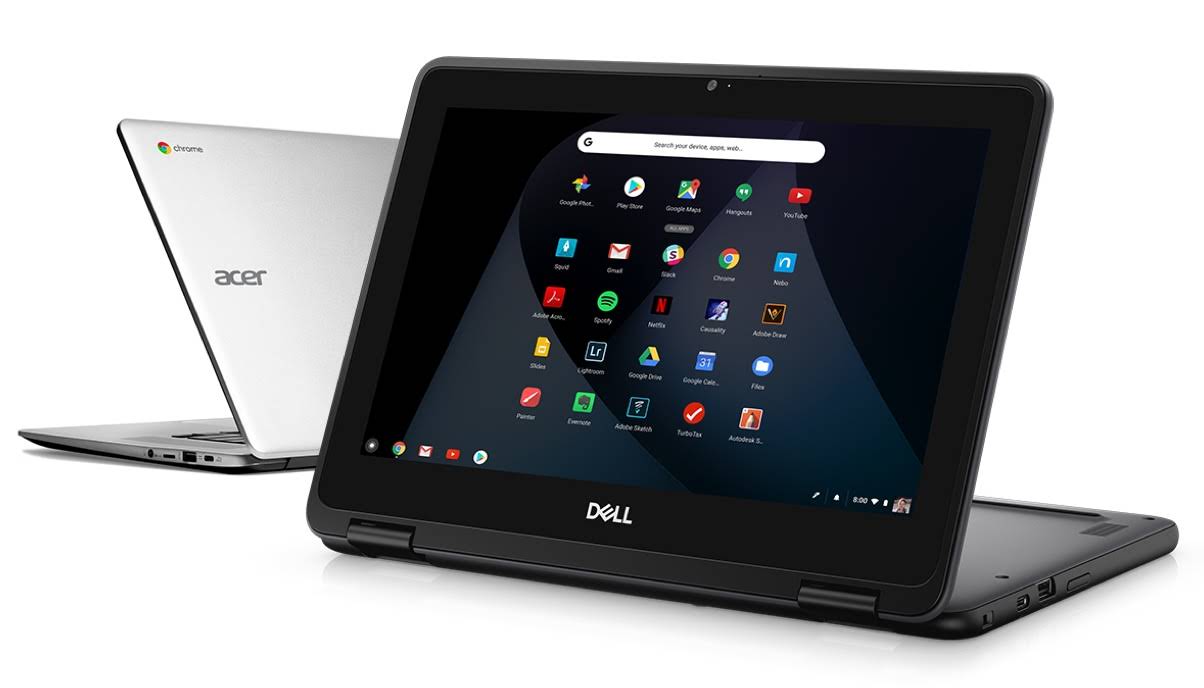 chrome
acer
G
Search your device, apps, web...
Google Phot...
Play Store
Google Maps
Hangouts
YouTube
ALL APPS
Squid
Gmail
Slack
Chrome
Nebo
Adobe Acro...
Spotify
Netflix
Causality
Adobe Draw
Slides
Lightroom
Google Drive
Google Cale...
Files
Painter
Evernote
Adobe Sketch
TurboTax
Autodesk S...
S
n
N
Lr
31
8:00
DELL